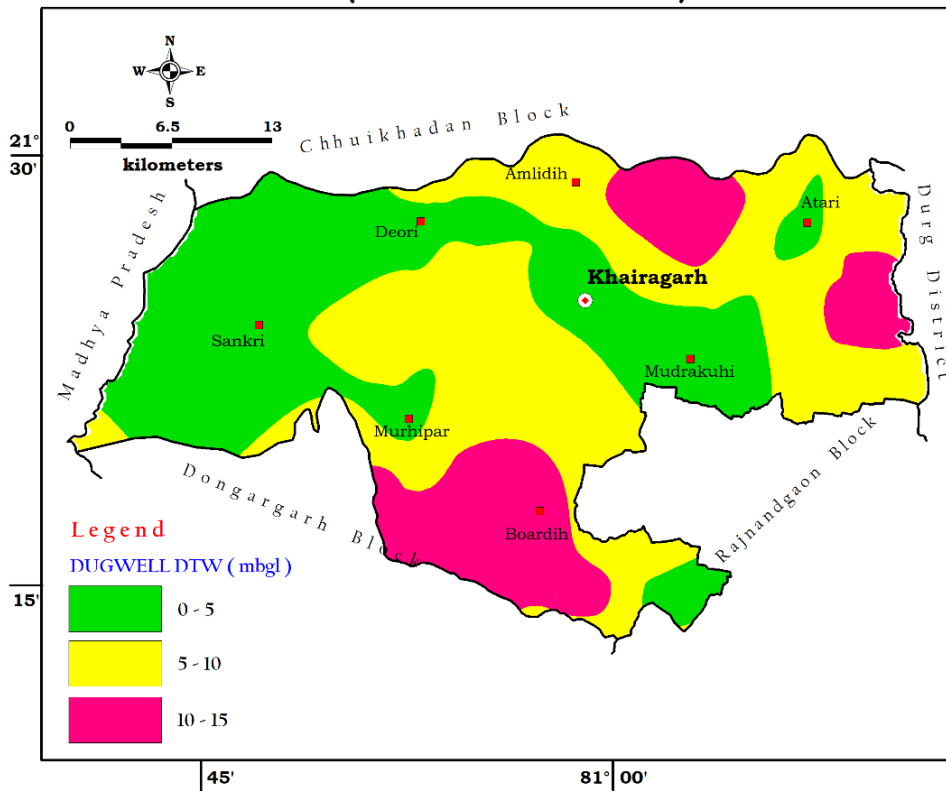 N
W E
S
0 6.5 13
kilometers
21°
30'
Chhuikhadan Block
Amlidih
Atari
Deori
Durg District
Madhya Pradesh
Khairagarh
Sankri
Mudrakuhi
Murhipar
Dongargarh Block
Boardih
Rajnandgaon Block
Legend
DUGWELL DTW ( mbgl )
15'
0 - 5
5 - 10
10 - 15
45'
81° 00'